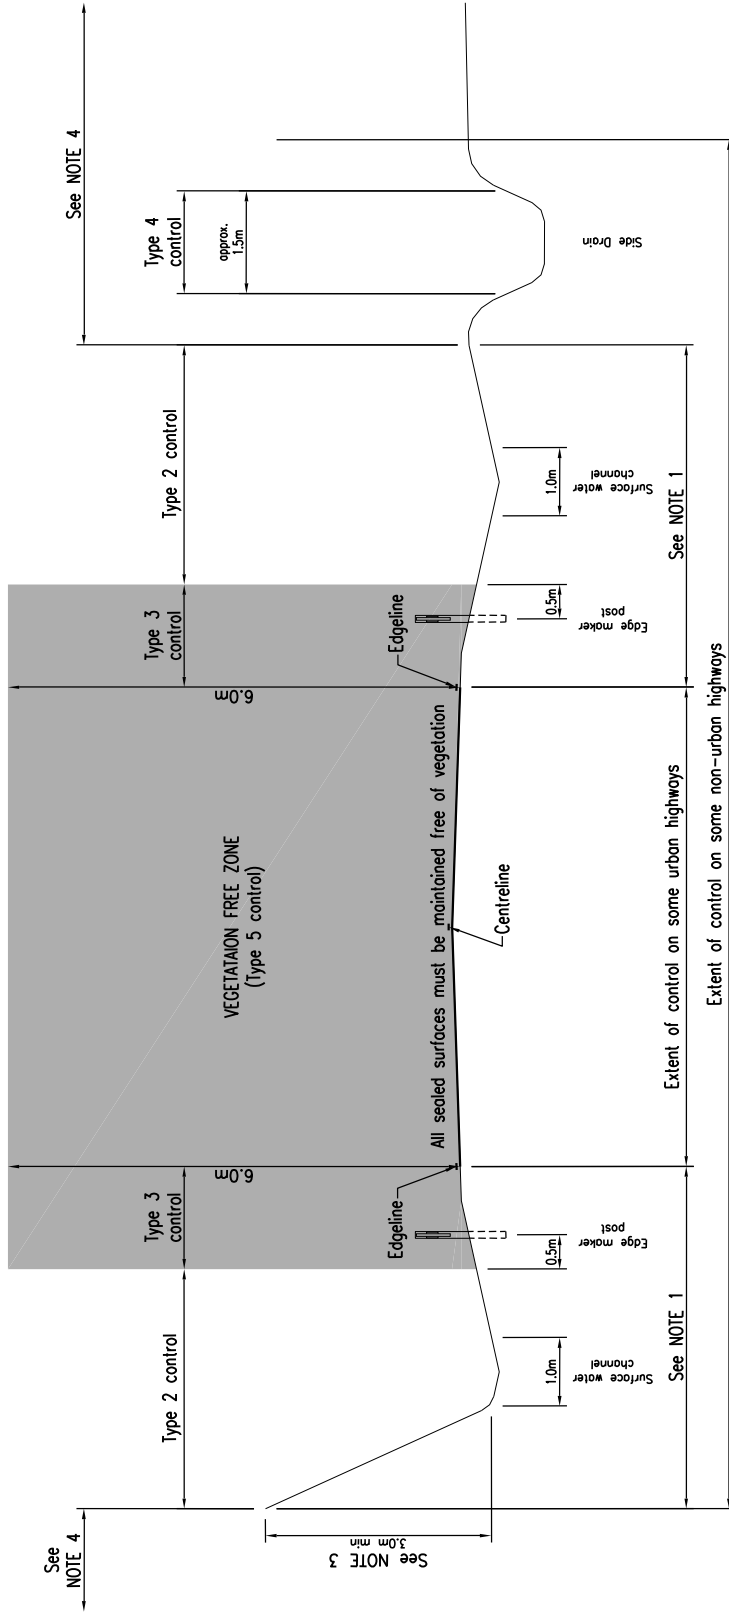 See
NOTE 4
Type 2 control
Type 3
control
VEGETATAION FREE ZONE
(Type 5 control)
Type 3
control
Type 2 control
Type 4
control
See NOTE 4
approx.
1.5m
6.0m
6.0m
See NOTE 3
3.0m min
Edgeline
All sealed surfaces must be maintained free of vegetation
Edgeline
Centreline
1.0m
Surface water
channel
0.5m
Edge maker
post
0.5m
Edge maker
post
1.0m
Surface water
channel
Side Drain
See NOTE 1
Extent of control on some urban highways
See NOTE 1
Extent of control on some non-urban highways